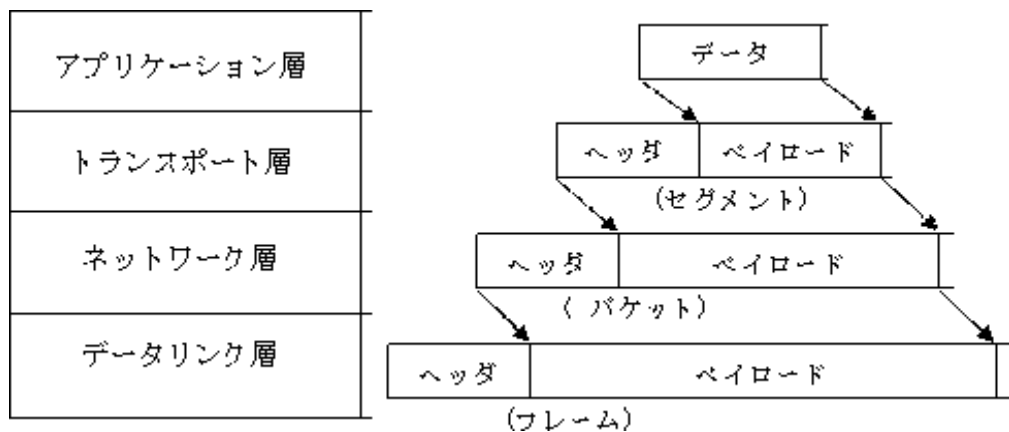 アプリケーション層
データ
トランスポート層
ヘッダ ペイロード
(セグメント)
ネットワーク層
ヘッダ ペイロード
( パケット)
データリンク層
ヘッダ ペイロード
(フレーム)